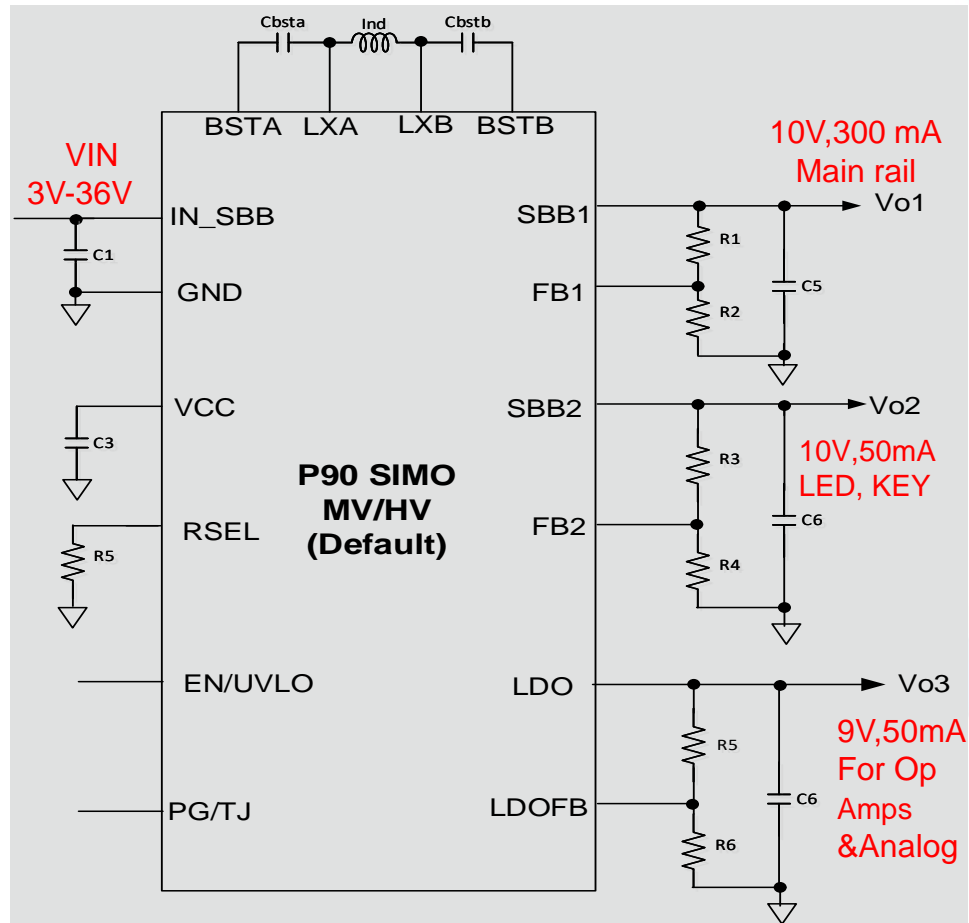 Cbsta
Ind
Cbstb
BSTA
LXA
LXB
BSTB
VIN
3V-36V
IN_SBB
C1
GND
VCC
C3
RSEL
R5
EN/UVLO
PG/TJ
P90 SIMO
MV/HV
(Default)
10V,300 mA
Main rail
SBB1
Vo1
R1
FB1
C5
R2
SBB2
Vo2
10V,50mA
LED, KEY
R3
FB2
C6
R4
LDO
Vo3
9V,50mA
For Op
Amps
&Analog
R5
LDOFB
C6
R6